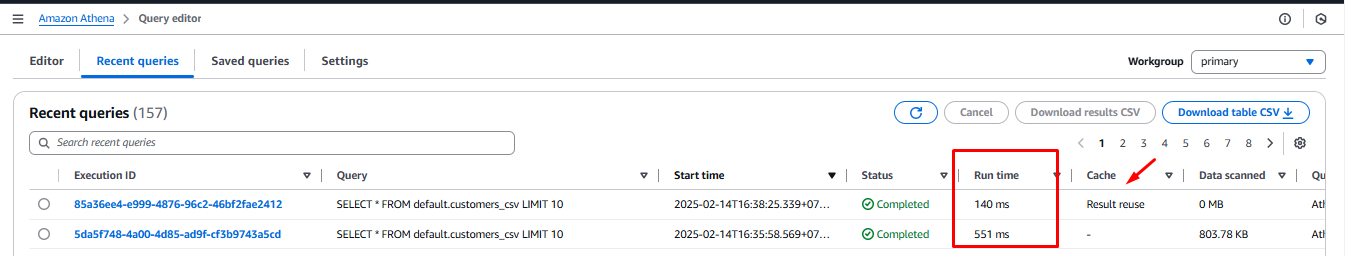 Amazon Athena > Query editor
Editor Recent queries Saved queries Settings Workgroup primary
Recent queries (157) Cancel Download results CSV Download table CSV
Search recent queries 1 2 3 4 5 6 7 8
Execution ID Query Start time Status Run time Cache Data scanned Qu
85a36ee4-e999-4876-96c2-46bf2fae2412 SELECT * FROM default.customers_csv LIMIT 10 2025-02-14T16:38:25.339+07... Completed 140 ms Result reuse 0 MB Atl
5da5f748-4a00-4d85-ad9f-cf3b9743a5cd SELECT * FROM default.customers_csv LIMIT 10 2025-02-14T16:35:58.569+07... Completed 551 ms - 803.78 KB Atl